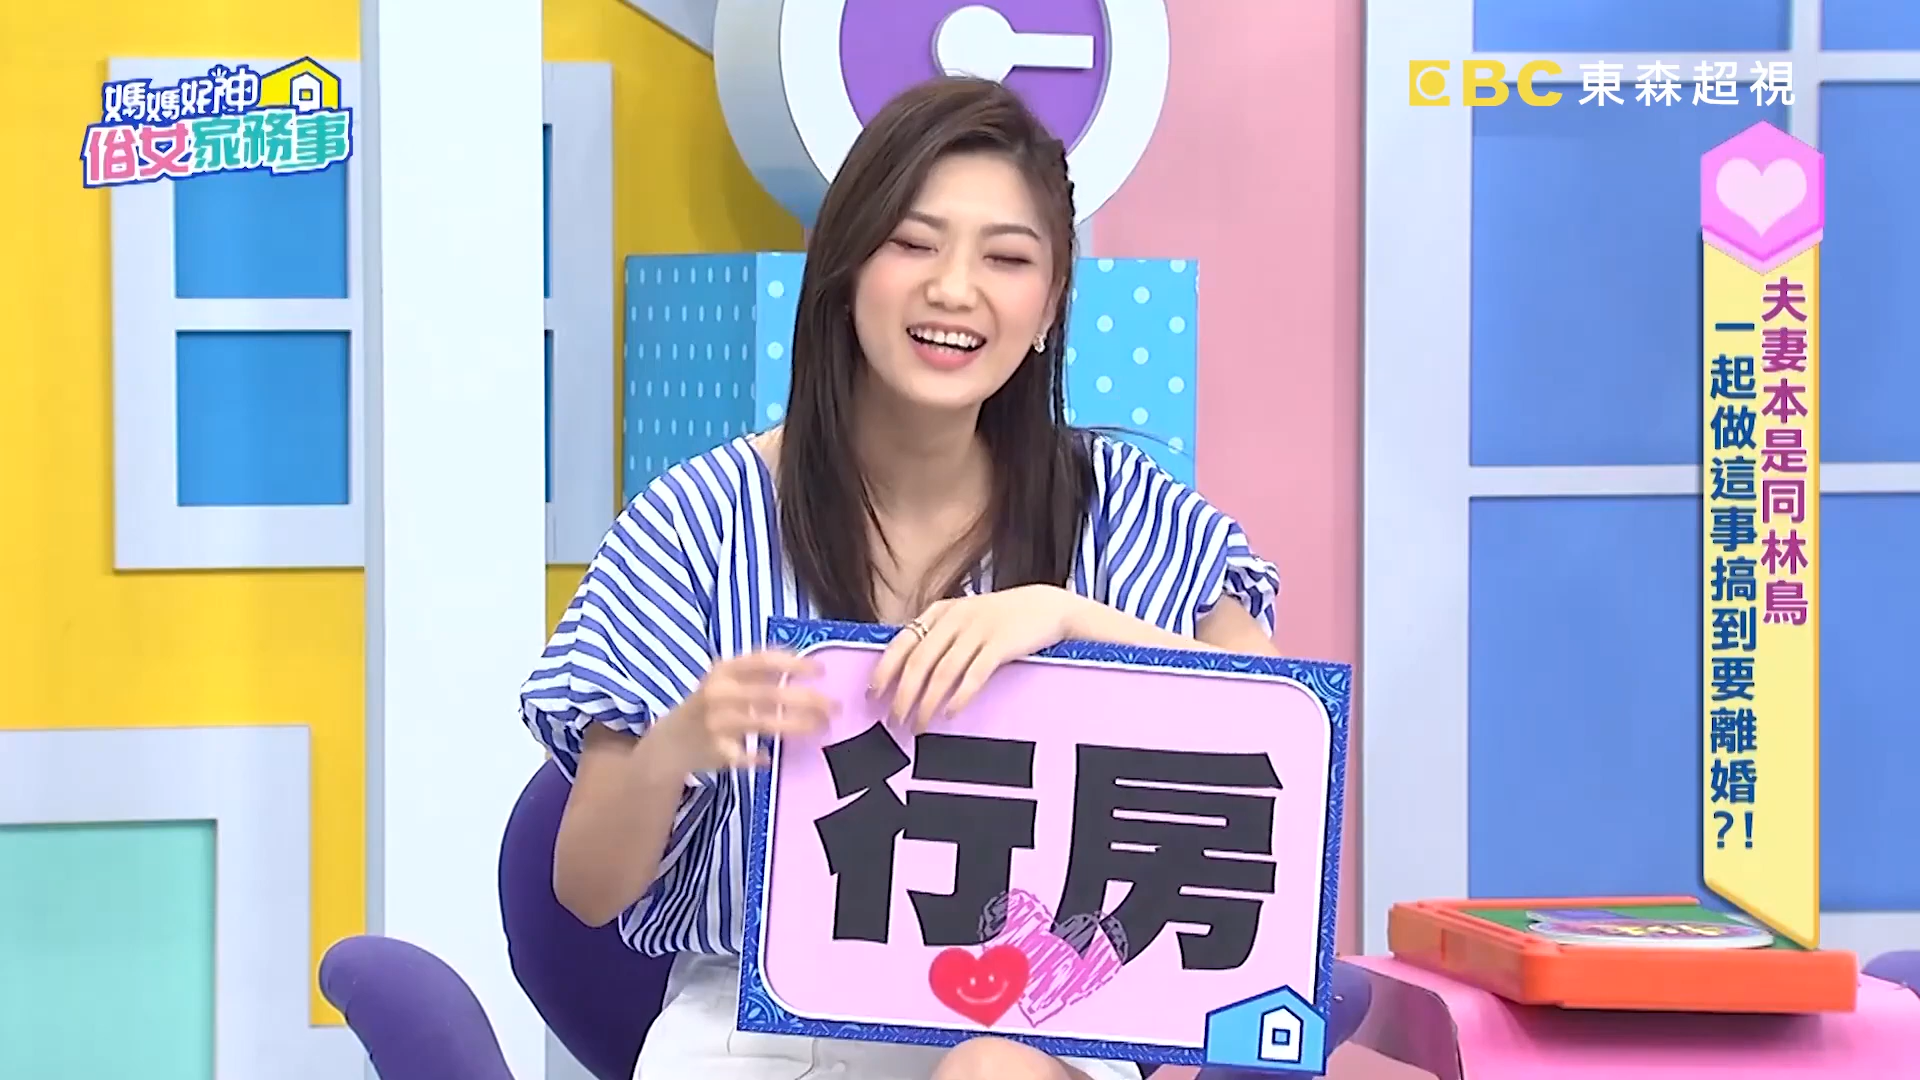 媽媽好神
俗女家務事
EBC 東森超視
夫妻本是同林鳥
一起做這事搞到要離婚?!
行房